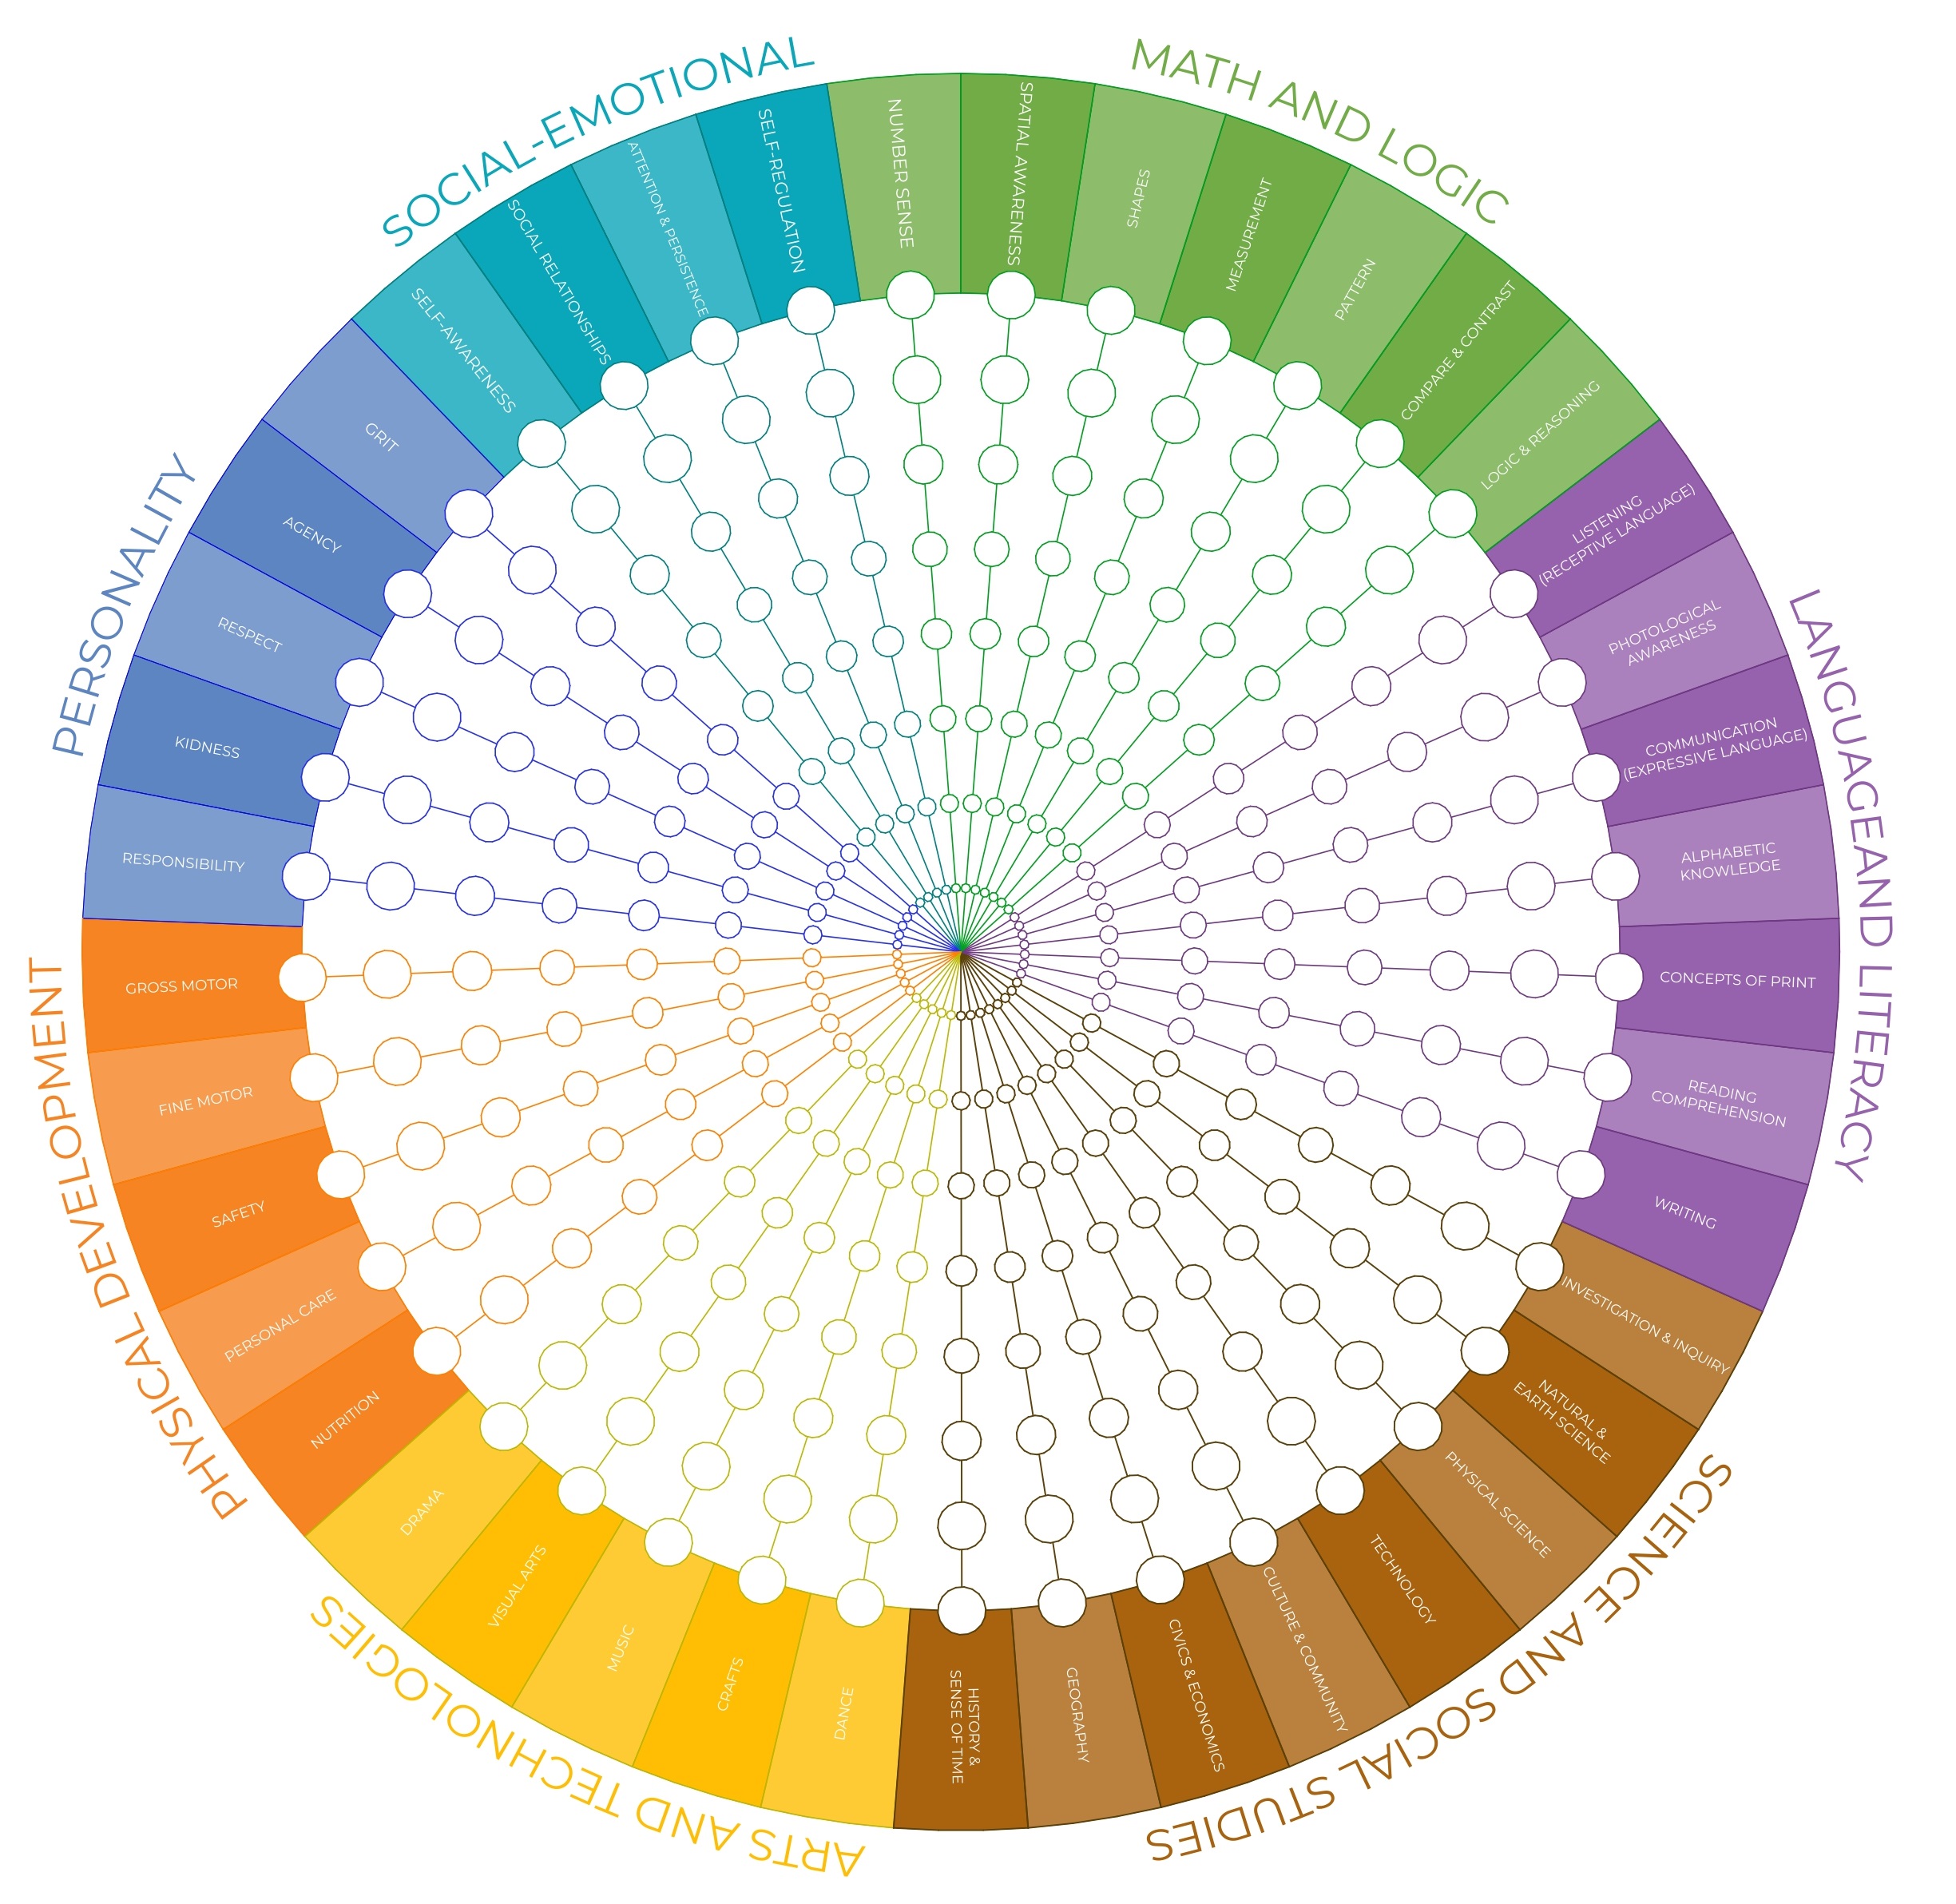 SOCIAL-EMOTIONAL
SELF-AWARENESS
SOCIAL RELATIONSHIPS
ATTENTION & PERSISTENCE
SELF-REGULATION
MATH AND LOGIC
NUMBER SENSE
SPATIAL AWARENESS
SHAPES
MEASUREMENT
PATTERN
COMPARE & CONTRAST
LOGIC & REASONING
LANGUAGE AND LITERACY
LISTENING
(RECEPTIVE LANGUAGE)
PHOTOLOGICAL
AWARENESS
COMMUNICATION
(EXPRESSIVE LANGUAGE)
ALPHABETIC
KNOWLEDGE
CONCEPTS OF PRINT
READING
COMPREHENSION
WRITING
SCIENCE AND SOCIAL STUDIES
INVESTIGATION & INQUIRY
NATURAL &
EARTH SCIENCE
PHYSICAL SCIENCE
TECHNOLOGY
CULTURE & COMMUNITY
CIVICS & ECONOMICS
GEOGRAPHY
HISTORY &
SENSE OF TIME
ARTS AND TECHNOLOGIES
DANCE
CRAFTS
MUSIC
VISUAL ARTS
DRAMA
PHYSICAL DEVELOPMENT
NUTRITION
PERSONAL CARE
SAFETY
FINE MOTOR
GROSS MOTOR
PERSONALITY
RESPONSIBILITY
KIDNESS
RESPECT
AGENCY
GRIT